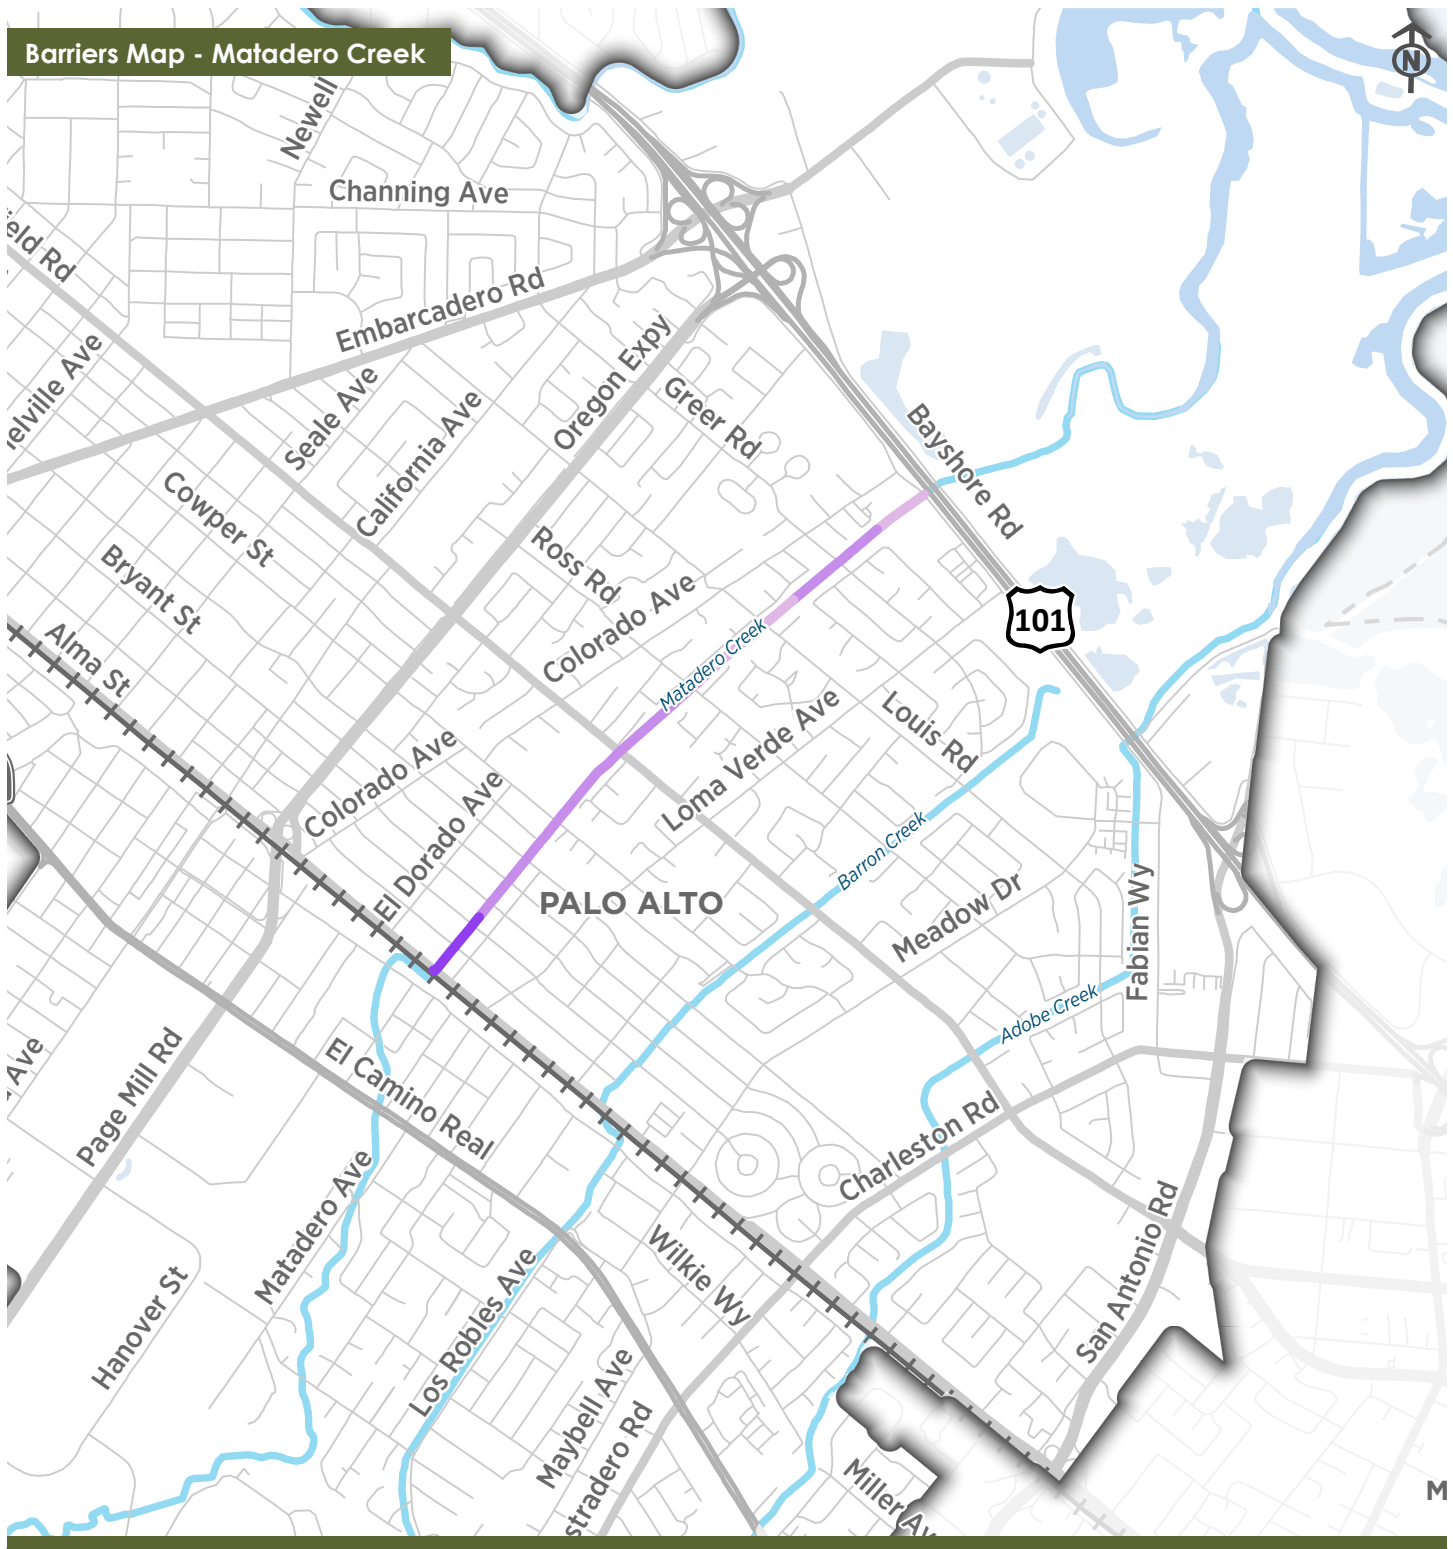 Barriers Map - Matadero Creek
N
Newell
Channing Ave
Rd
Embarcadero Rd
Oregon Expy
Ave
Seale Ave
California Ave
Greer Rd
Bayshore Rd
Cowper St
Ross Rd
Bryant St
Colorado Ave
101
Alma St
Matadero Creek
Louis Rd
Loma Verde Ave
Colorado Ave
El Dorado Ave
Barron Creek
PALO ALTO
Meadow Dr
Fabian Wy
Adobe Creek
Ave
Page Mill Rd
El Camino Real
Charleston Rd
Matadero Ave
San Antonio Rd
Wilkie Wy
Los Robles Ave
Hanover St
Maybell Ave
stradero Rd
Miller Av
M